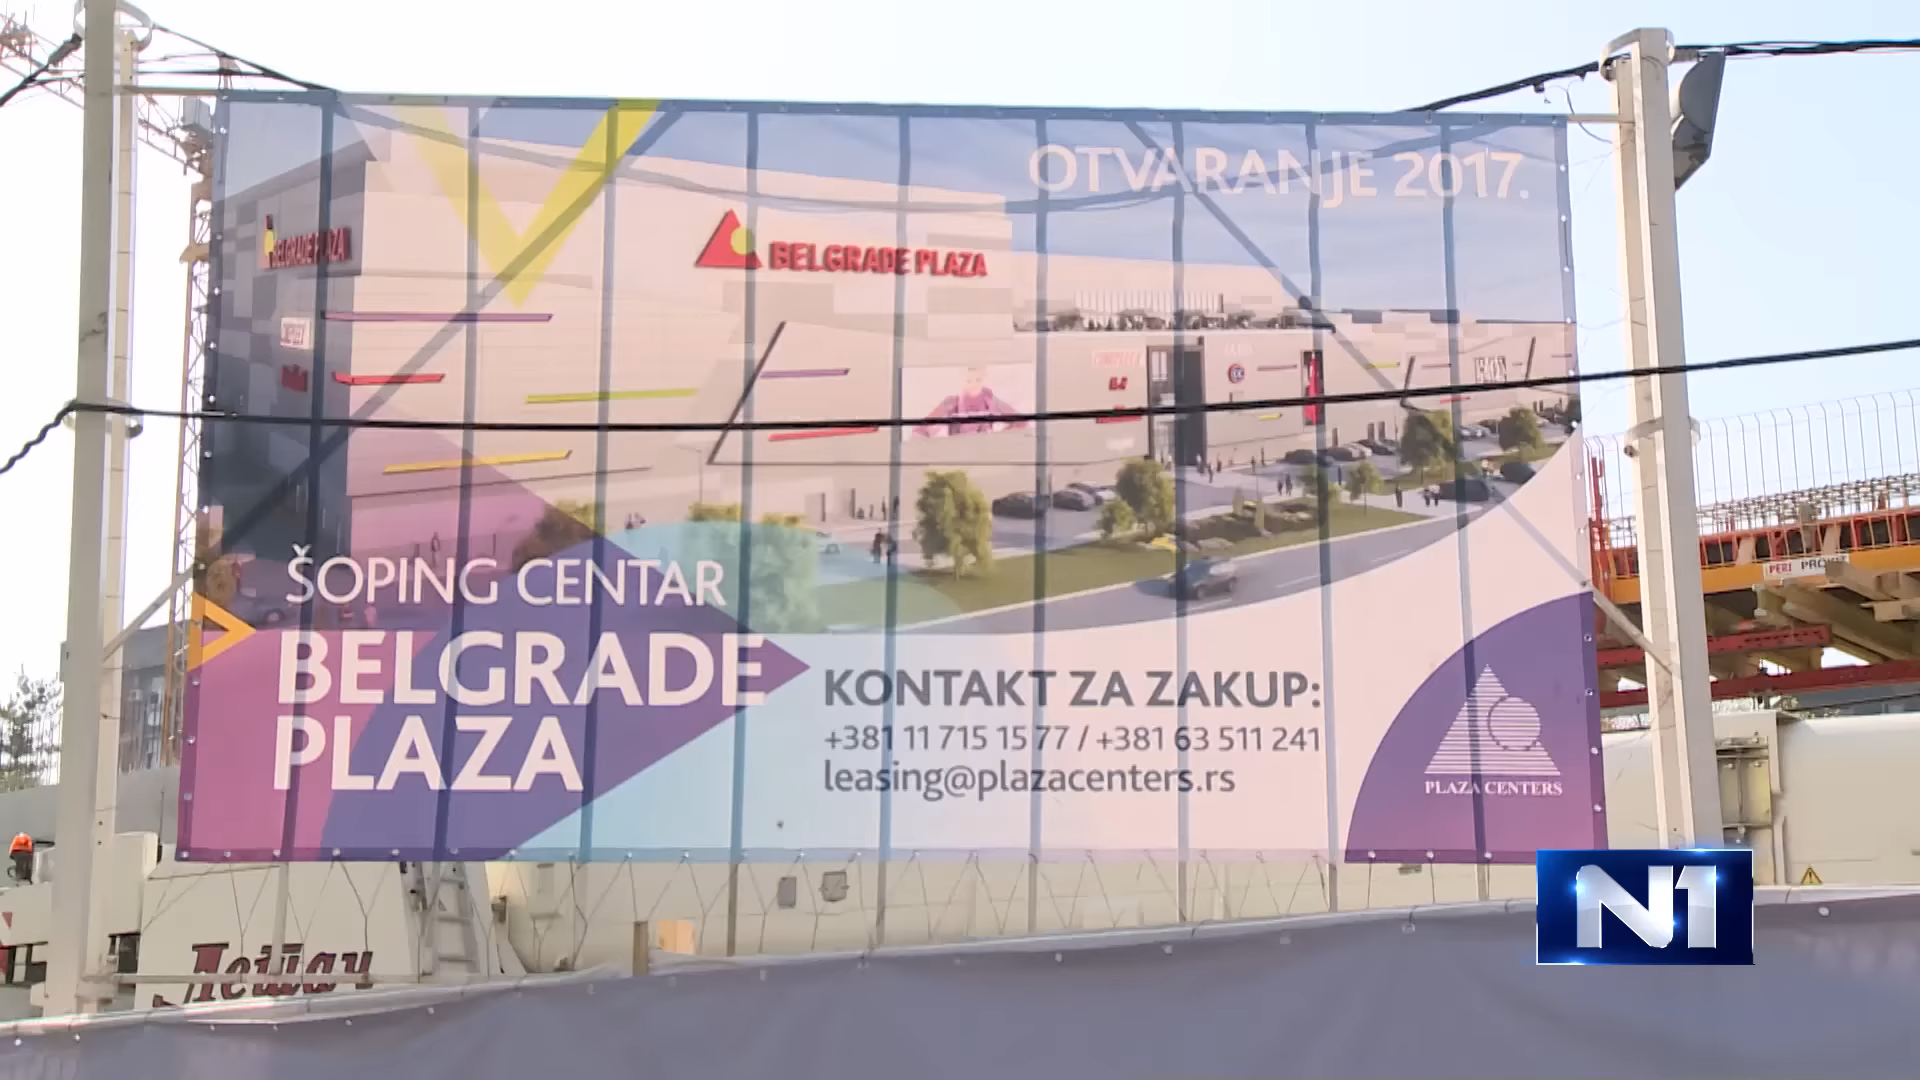 OTVARANJE 2017.
BELGRADE PLAZA
BELGRADE PLAZA
ŠOPING CENTAR
BELGRADE
PLAZA
KONTAKT ZA ZAKUP:
+381 11 715 15 77 / +381 63 511 241
leasing@plazacenters.rs
PLAZA CENTERS
PERI
N1